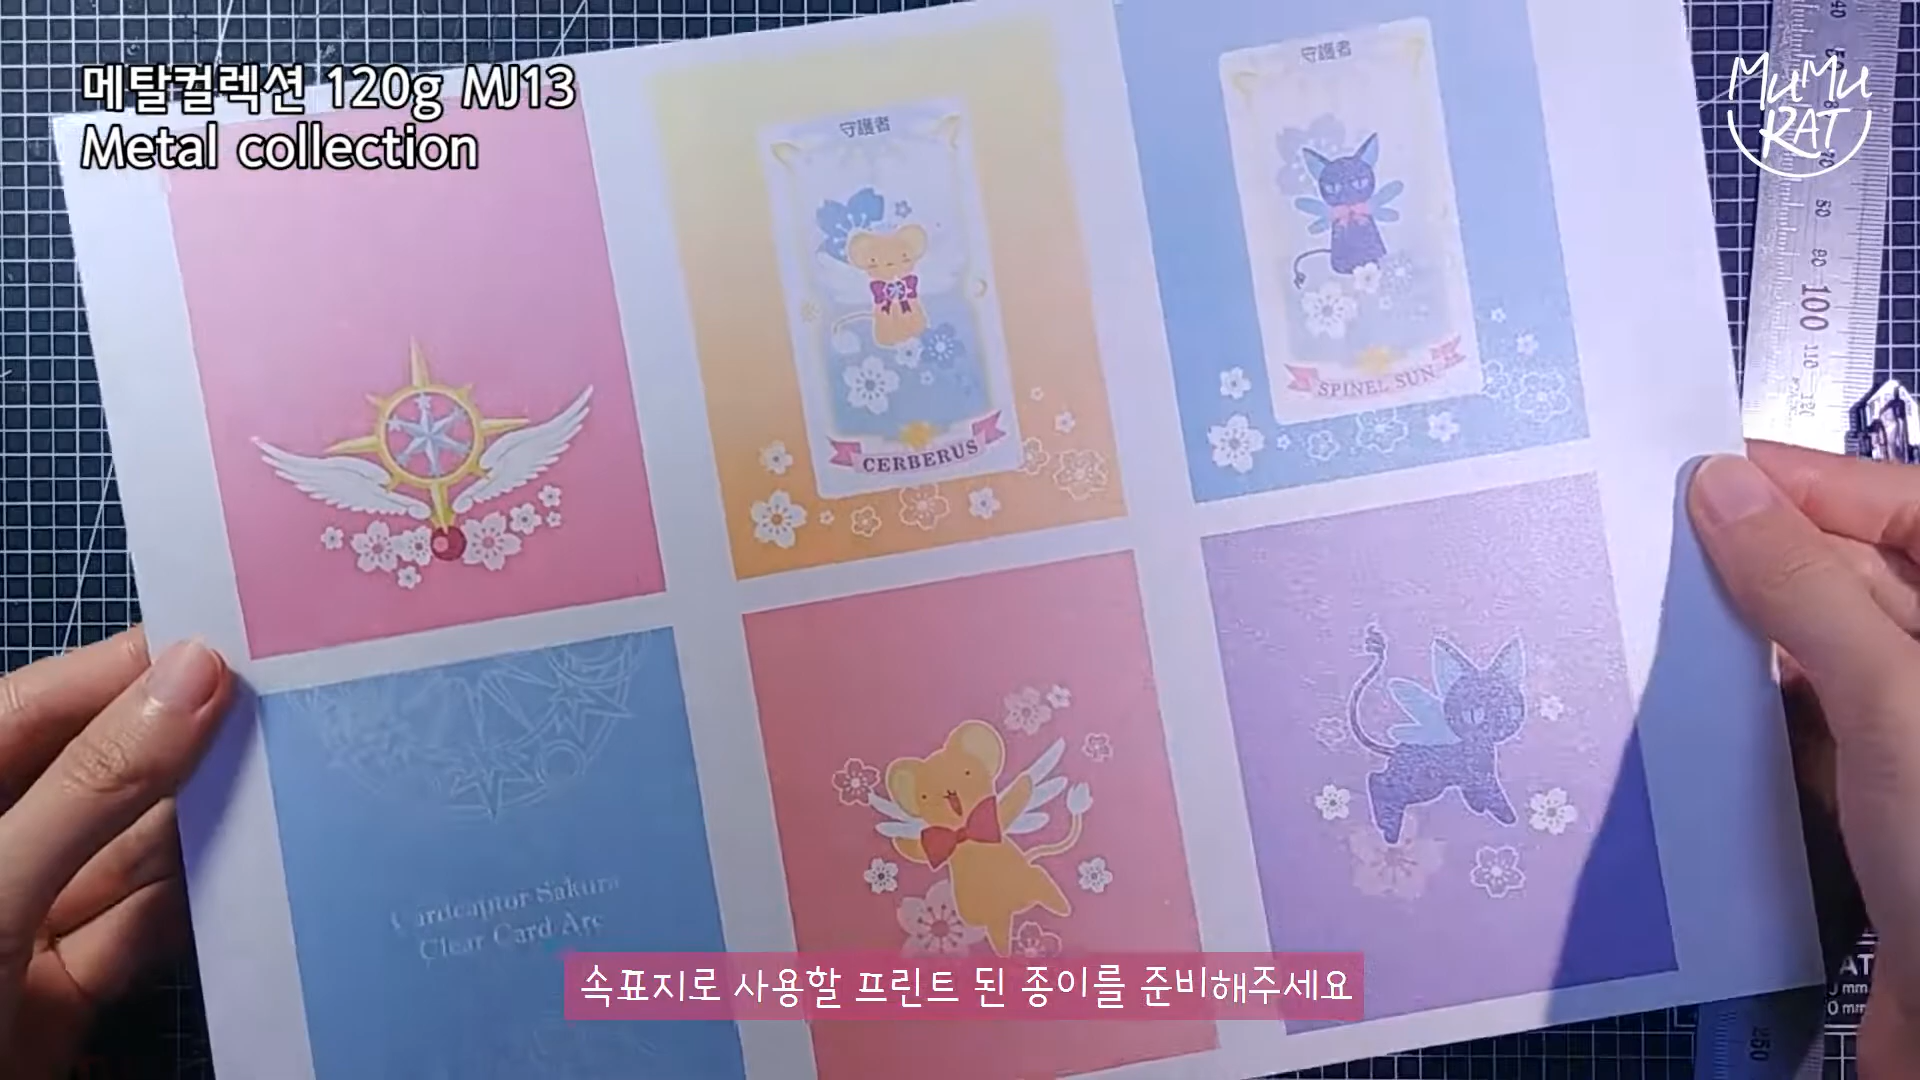 메탈컬렉션 120g MJ13
Metal collection
MUMU
RAT
守護者
CERBERUS
守護者
SPINEL SUN
Cardcaptor Sakura
Clear Card Arc
100
110
속표지로 사용할 프린트 된 종이를 준비해주세요